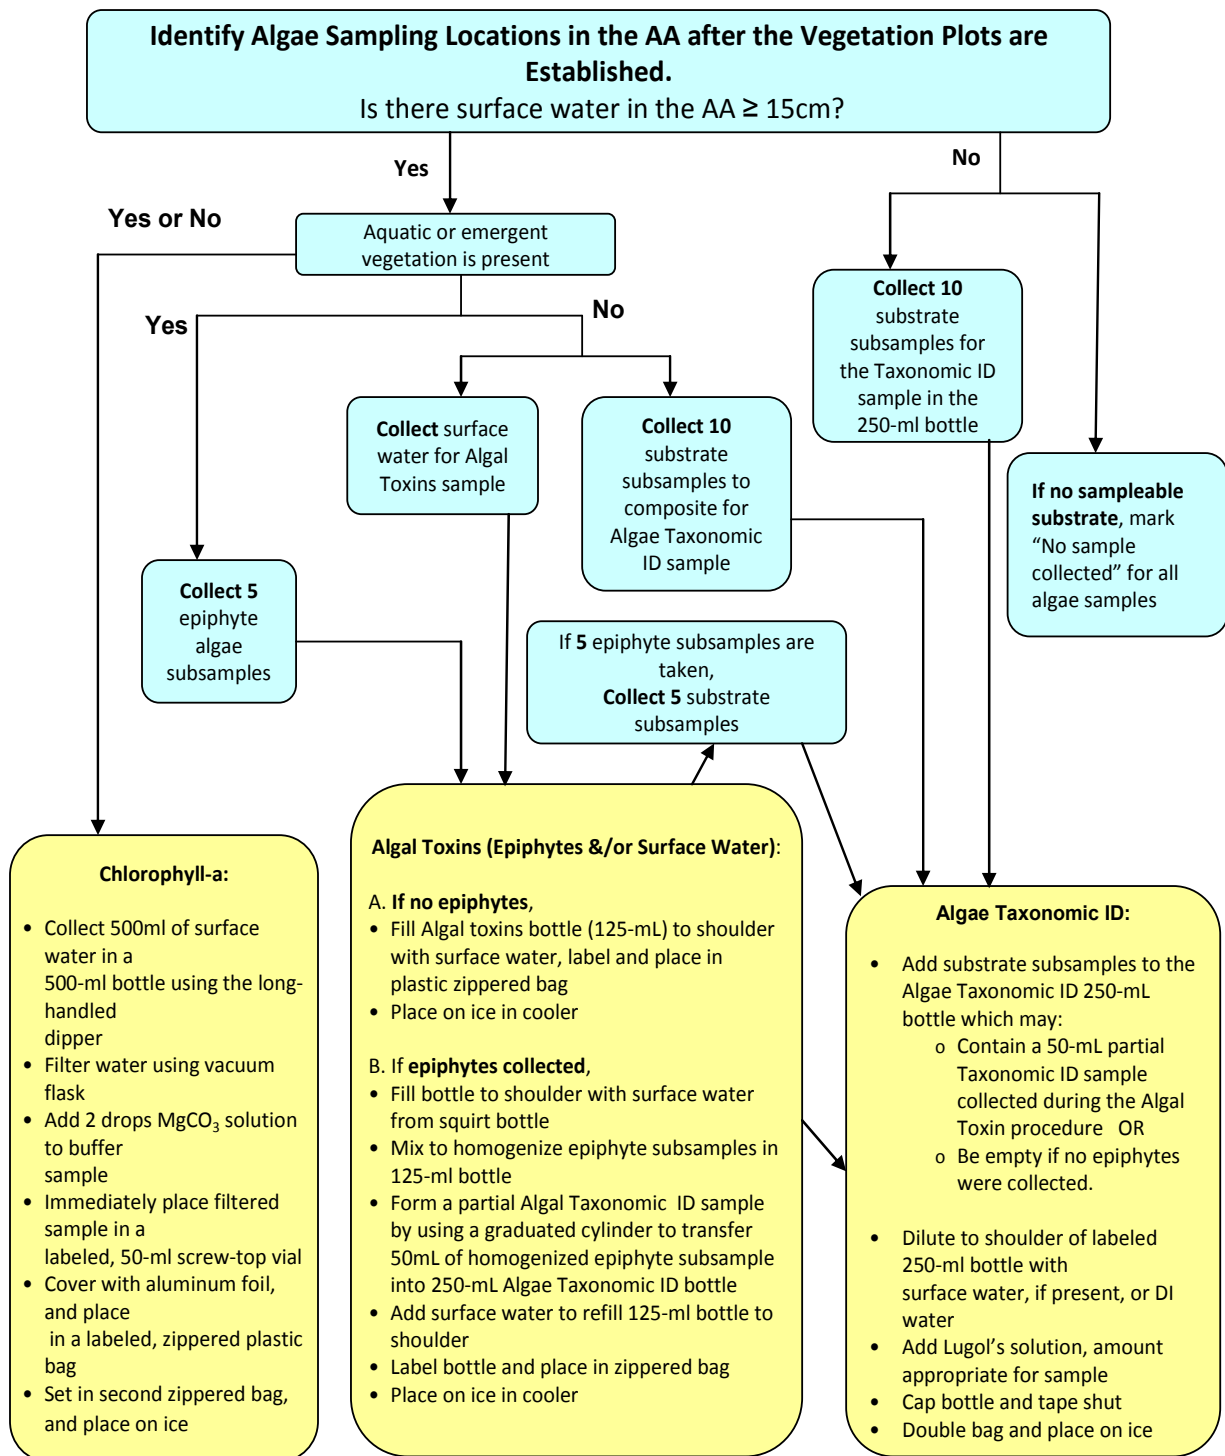 Identify Algae Sampling Locations in the AA after the Vegetation Plots are
Established.
Is there surface water in the AA ≥ 15cm?
Yes
No
Yes or No
Aquatic or emergent
vegetation is present
Yes
No
Collect 10
substrate
subsamples for
the Taxonomic ID
sample in the
250-ml bottle
Collect surface
water for Algal
Toxins sample
Collect 10
substrate
subsamples to
composite for
Algae Taxonomic
ID sample
If no sampleable
substrate, mark
“No sample
collected” for all
algae samples
Collect 5
epiphyte
algae
subsamples
If 5 epiphyte subsamples are
taken,
Collect 5 substrate
subsamples
Chlorophyll-a:
• Collect 500ml of surface
water in a
500-ml bottle using the long-
handled
dipper
• Filter water using vacuum
flask
• Add 2 drops MgCO₃ solution
to buffer
sample
• Immediately place filtered
sample in a
labeled, 50-ml screw-top vial
• Cover with aluminum foil,
and place
in a labeled, zippered plastic
bag
• Set in second zippered bag,
and place on ice
Algal Toxins (Epiphytes &/or Surface Water):
A. If no epiphytes,
• Fill Algal toxins bottle (125-mL) to shoulder
with surface water, label and place in
plastic zippered bag
• Place on ice in cooler
B. If epiphytes collected,
• Fill bottle to shoulder with surface water
from squirt bottle
• Mix to homogenize epiphyte subsamples in
125-ml bottle
• Form a partial Algal Taxonomic ID sample
by using a graduated cylinder to transfer
50mL of homogenized epiphyte subsample
into 250-mL Algae Taxonomic ID bottle
• Add surface water to refill 125-ml bottle to
shoulder
• Label bottle and place in zippered bag
• Place on ice in cooler
Algae Taxonomic ID:
• Add substrate subsamples to the
Algae Taxonomic ID 250-mL
bottle which may:
o Contain a 50-mL partial
Taxonomic ID sample
collected during the Algal
Toxin procedure OR
o Be empty if no epiphytes
were collected.
• Dilute to shoulder of labeled
250-ml bottle with
surface water, if present, or DI
water
• Add Lugol’s solution, amount
appropriate for sample
• Cap bottle and tape shut
• Double bag and place on ice